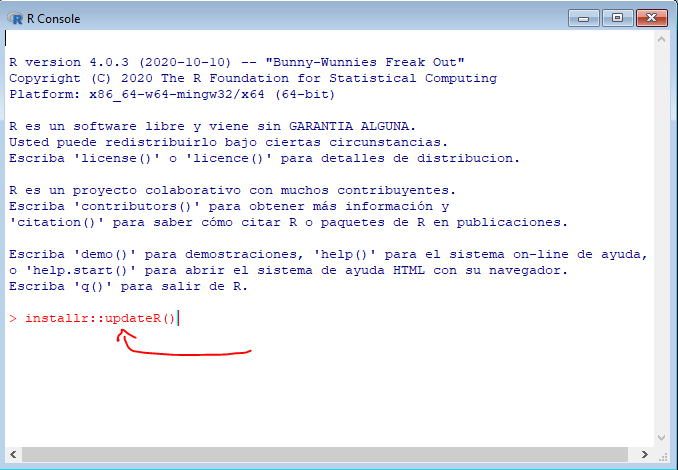 R Console
R version 4.0.3 (2020-10-10) -- "Bunny-Wunnies Freak Out"
Copyright (C) 2020 The R Foundation for Statistical Computing
Platform: x86_64-w64-mingw32/x64 (64-bit)
R es un software libre y viene sin GARANTIA ALGUNA.
Usted puede redistribuirlo bajo ciertas circunstancias.
Escriba 'license()' o 'licence()' para detalles de distribucion.
R es un proyecto colaborativo con muchos contribuyentes.
Escriba 'contributors()' para obtener más información y
'citation()' para saber cómo citar R o paquetes de R en publicaciones.
Escriba 'demo()' para demostraciones, 'help()' para el sistema on-line de ayuda,
o 'help.start()' para abrir el sistema de ayuda HTML con su navegador.
Escriba 'q()' para salir de R.
> installr::updateR()